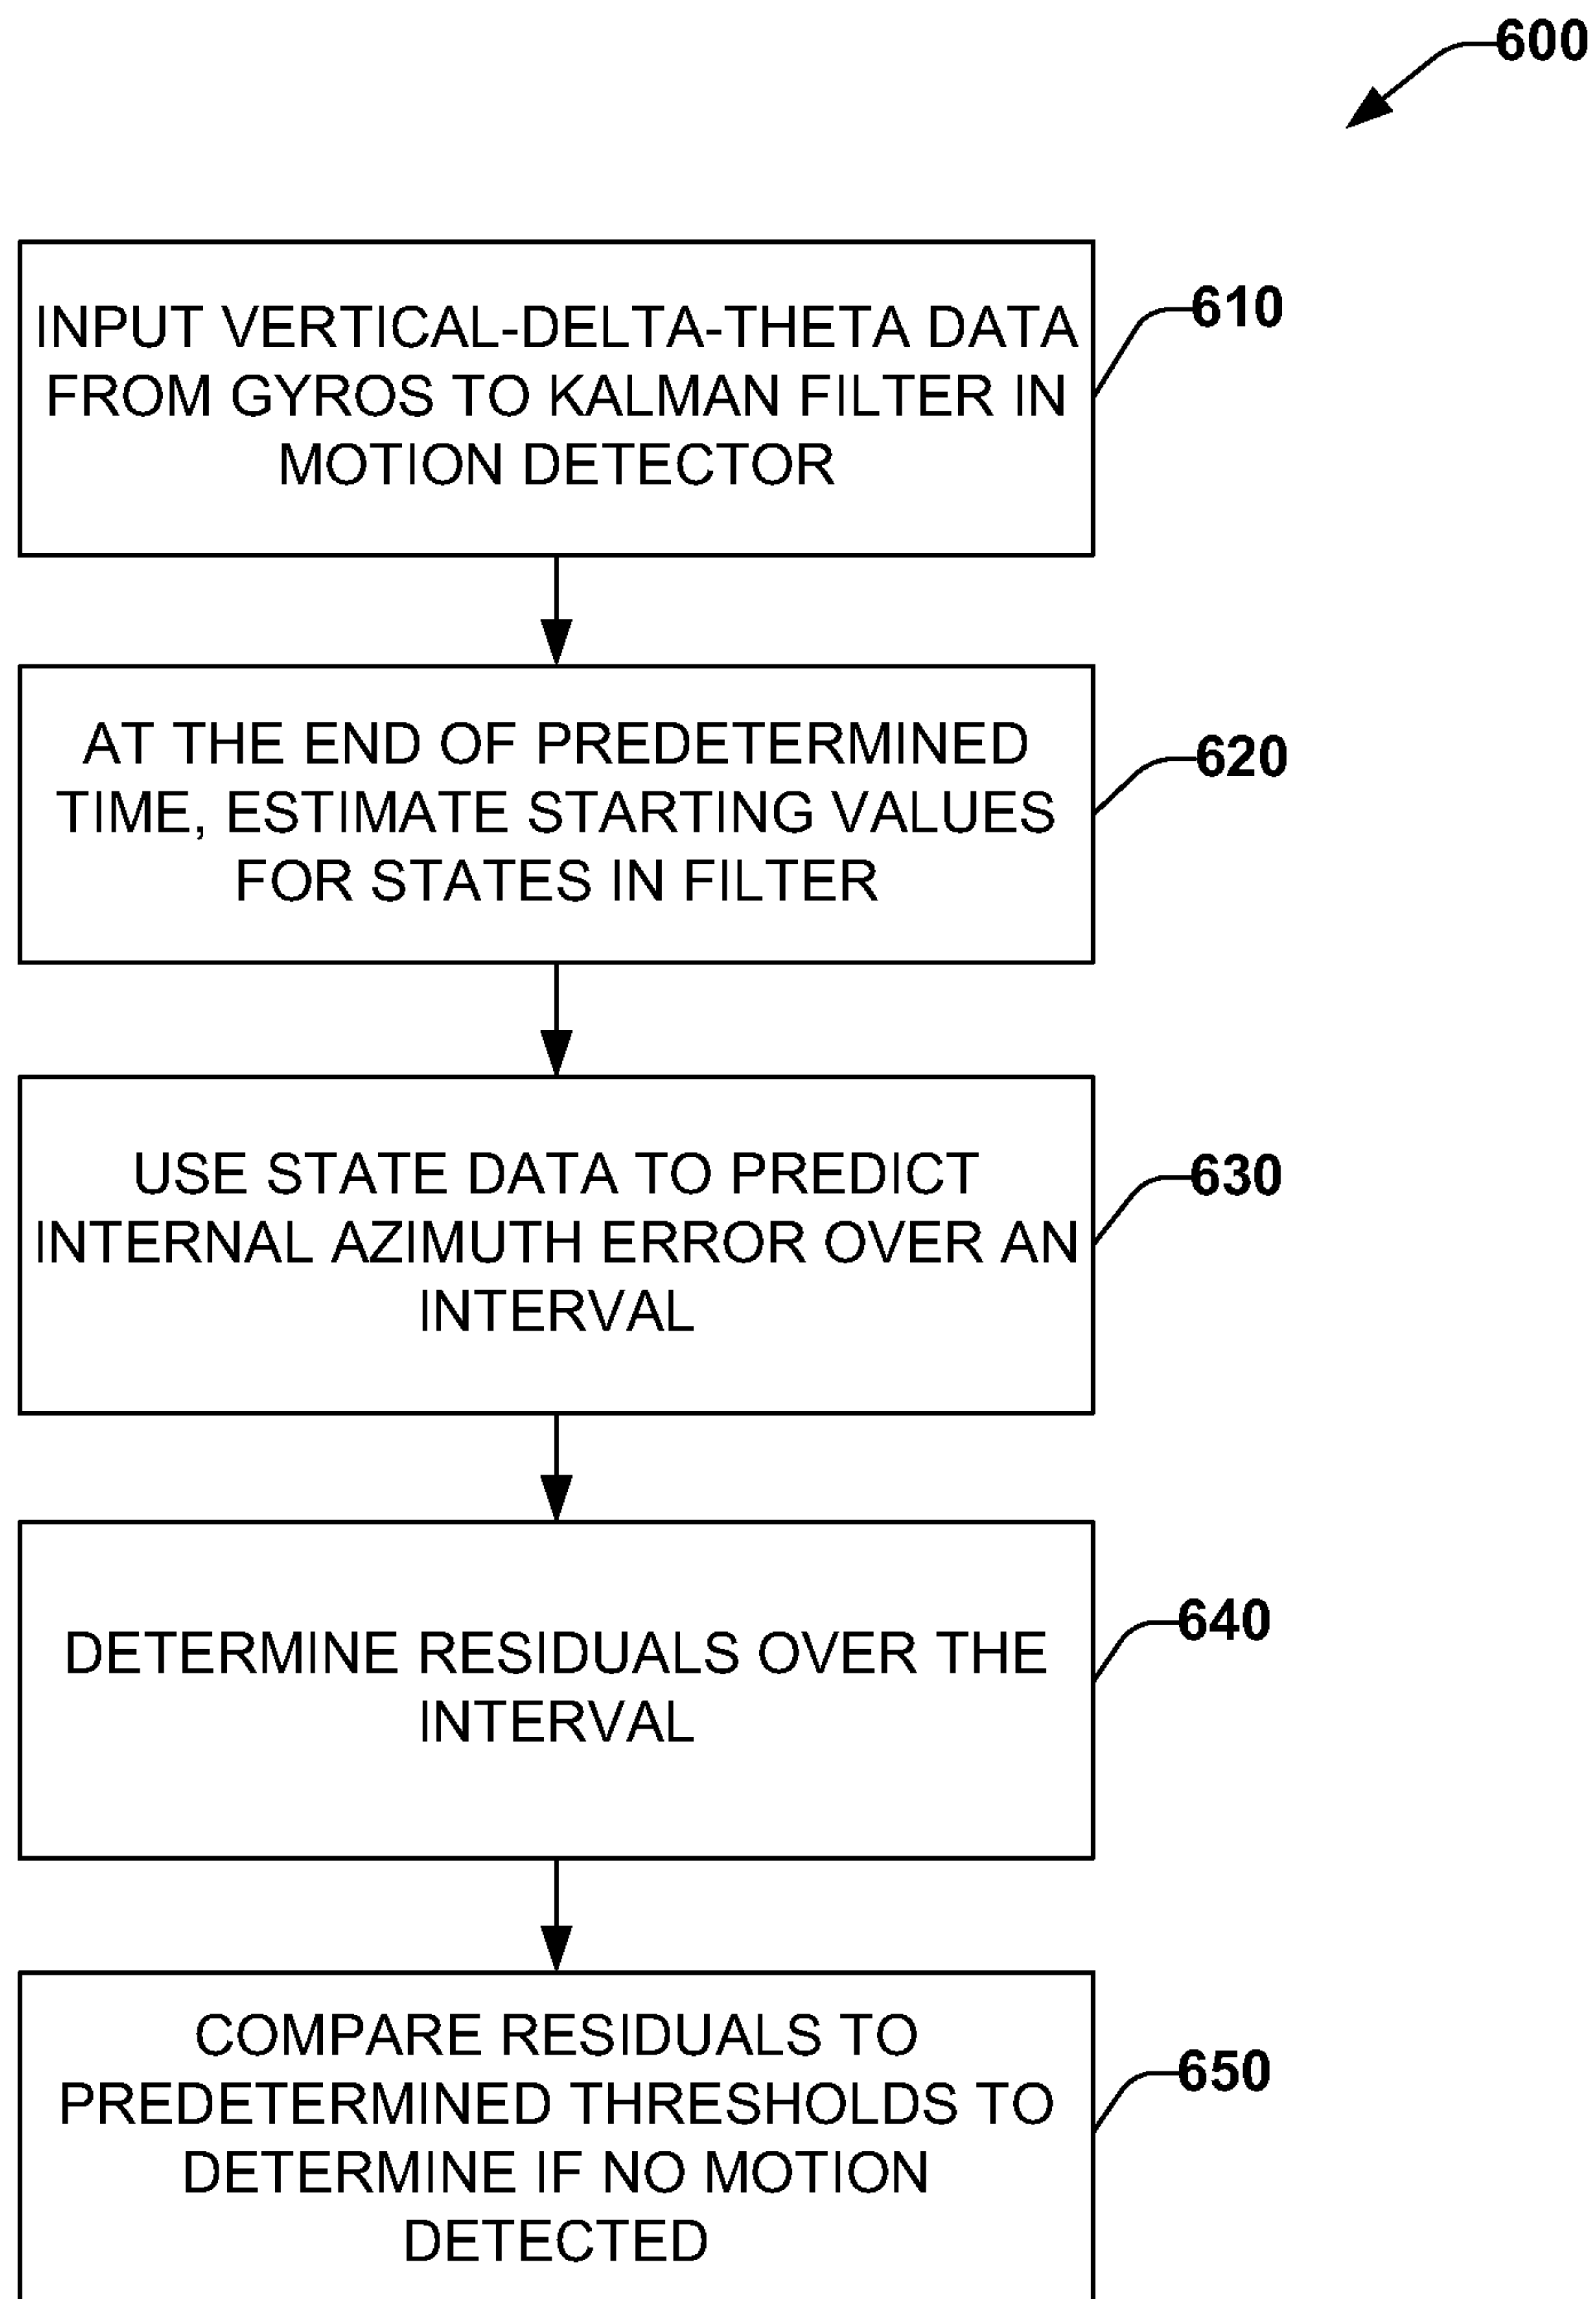 600
INPUT VERTICAL-DELTA-THETA DATA
FROM GYROS TO KALMAN FILTER IN
MOTION DETECTOR
610
AT THE END OF PREDETERMINED
TIME, ESTIMATE STARTING VALUES
FOR STATES IN FILTER
620
USE STATE DATA TO PREDICT
INTERNAL AZIMUTH ERROR OVER AN
INTERVAL
630
DETERMINE RESIDUALS OVER THE
INTERVAL
640
COMPARE RESIDUALS TO
PREDETERMINED THRESHOLDS TO
DETERMINE IF NO MOTION
DETECTED
650